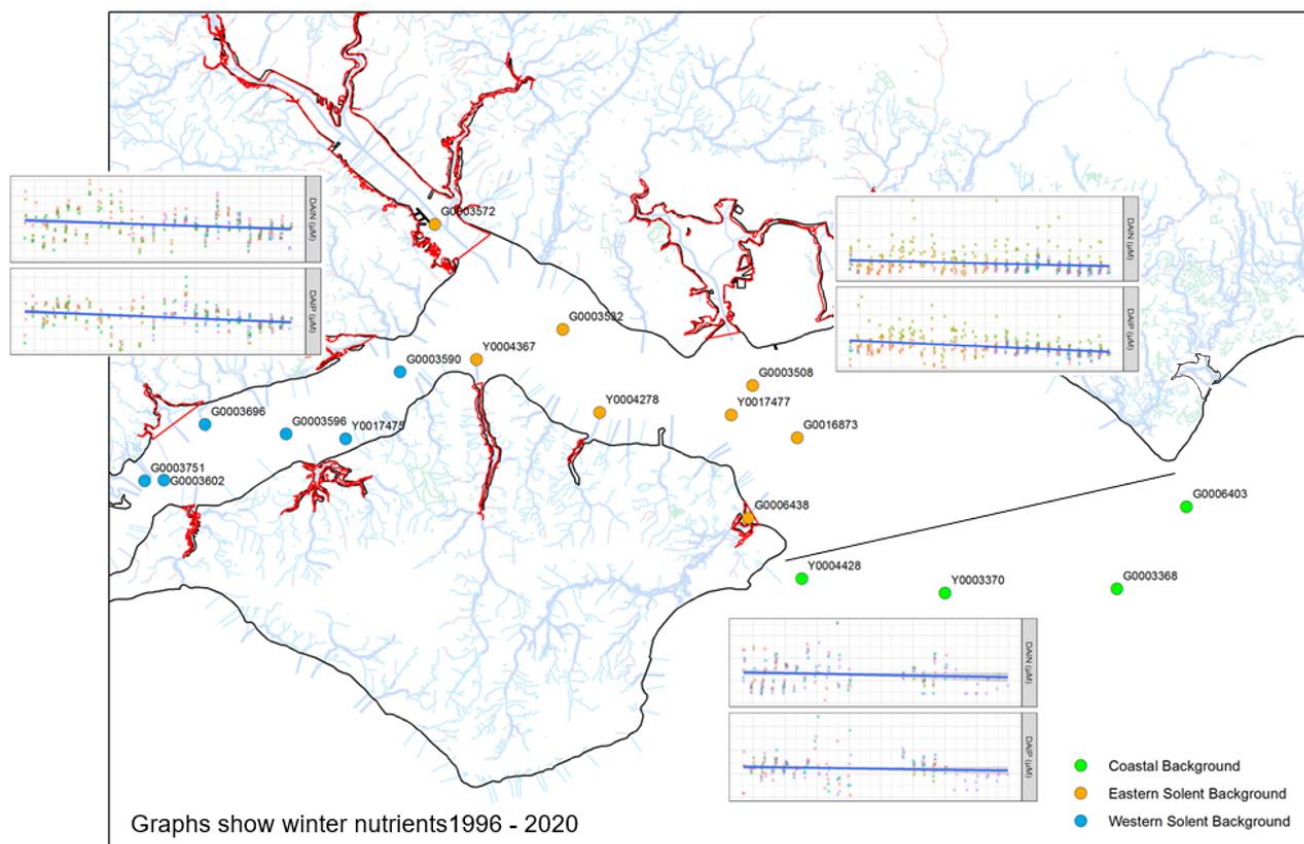 G0003572
DAIN (µM)
DAIP (µM)
DAIN (µM)
DAIP (µM)
G0003532
G0003590
Y0004367
G0003508
Y0017477
Y0004278
G0016873
G0003696
G0003596
Y0017475
G0003751
G0003602
G0006438
G0006403
Y0004428
Y0003370
G0003368
DAIN (µM)
DAIP (µM)
Coastal Background
Eastern Solent Background
Western Solent Background
Graphs show winter nutrients1996 - 2020